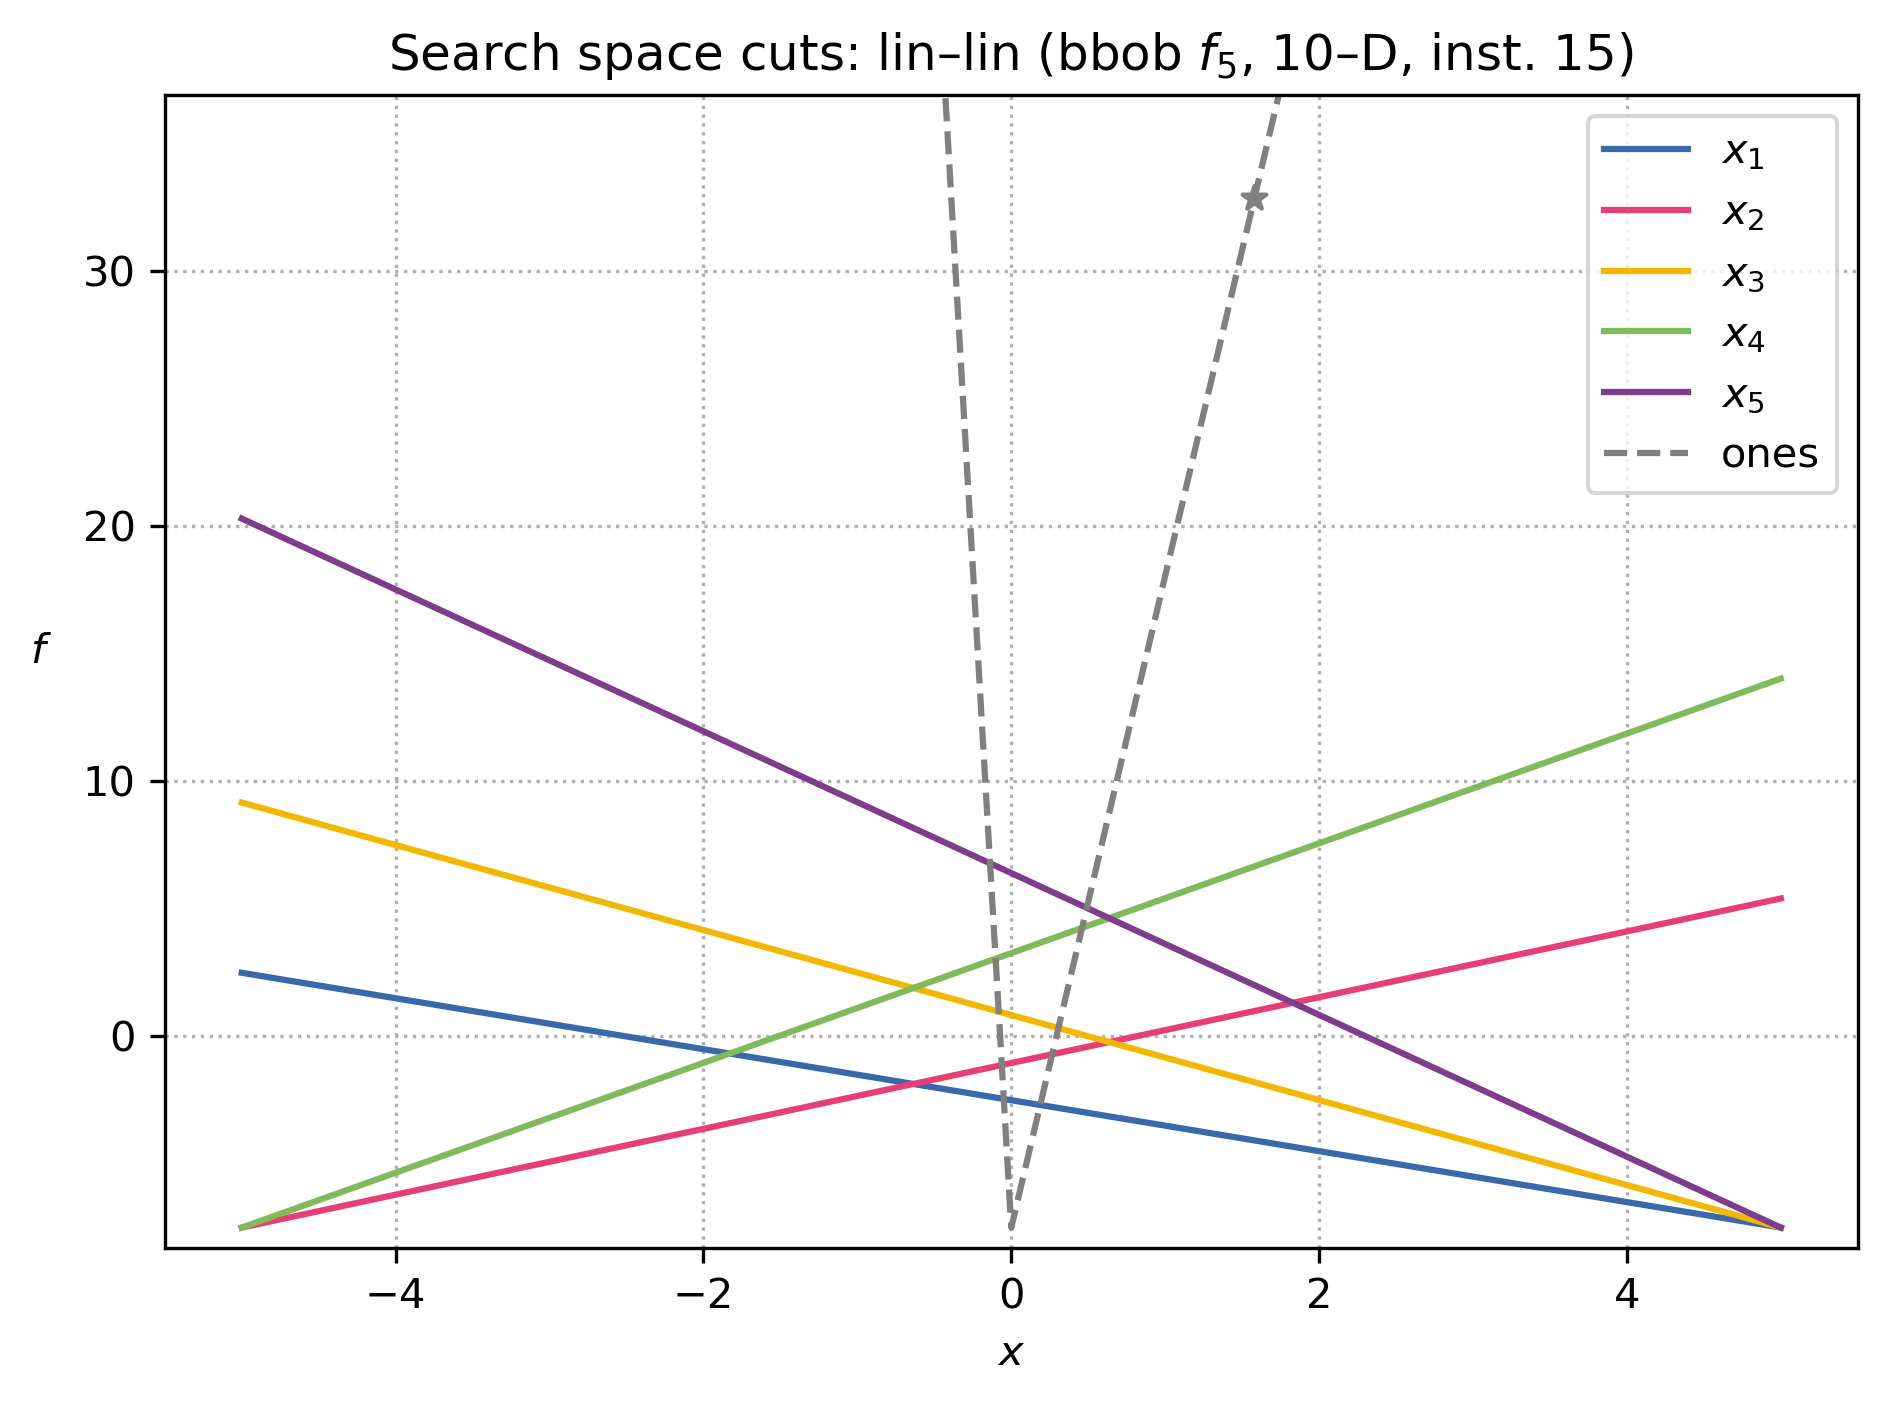 Search space cuts: lin–lin (bbob f₅, 10–D, inst. 15)
x₁
x₂
x₃
x₄
x₅
ones
30
20
10
0
f
−4 −2 0 2 4
x